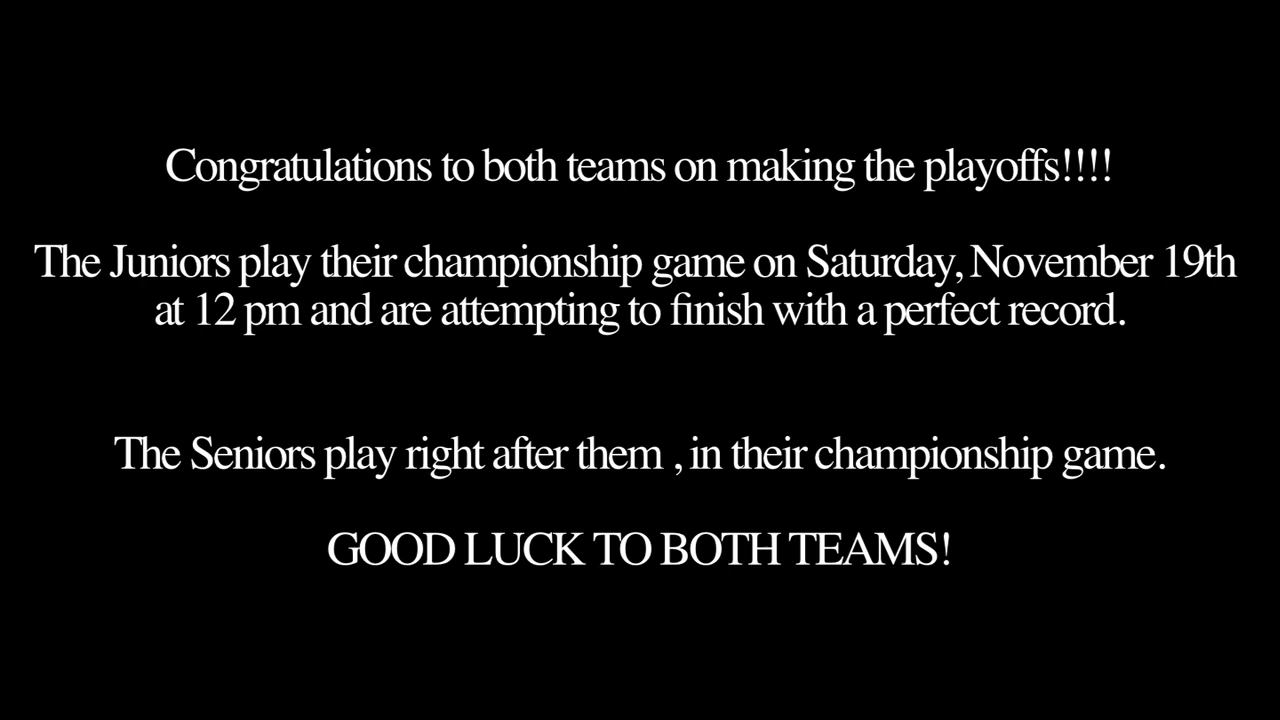 Congratulations to both teams on making the playoffs!!!!
The Juniors play their championship game on Saturday, November 19th
at 12 pm and are attempting to finish with a perfect record.
The Seniors play right after them , in their championship game.
GOOD LUCK TO BOTH TEAMS!